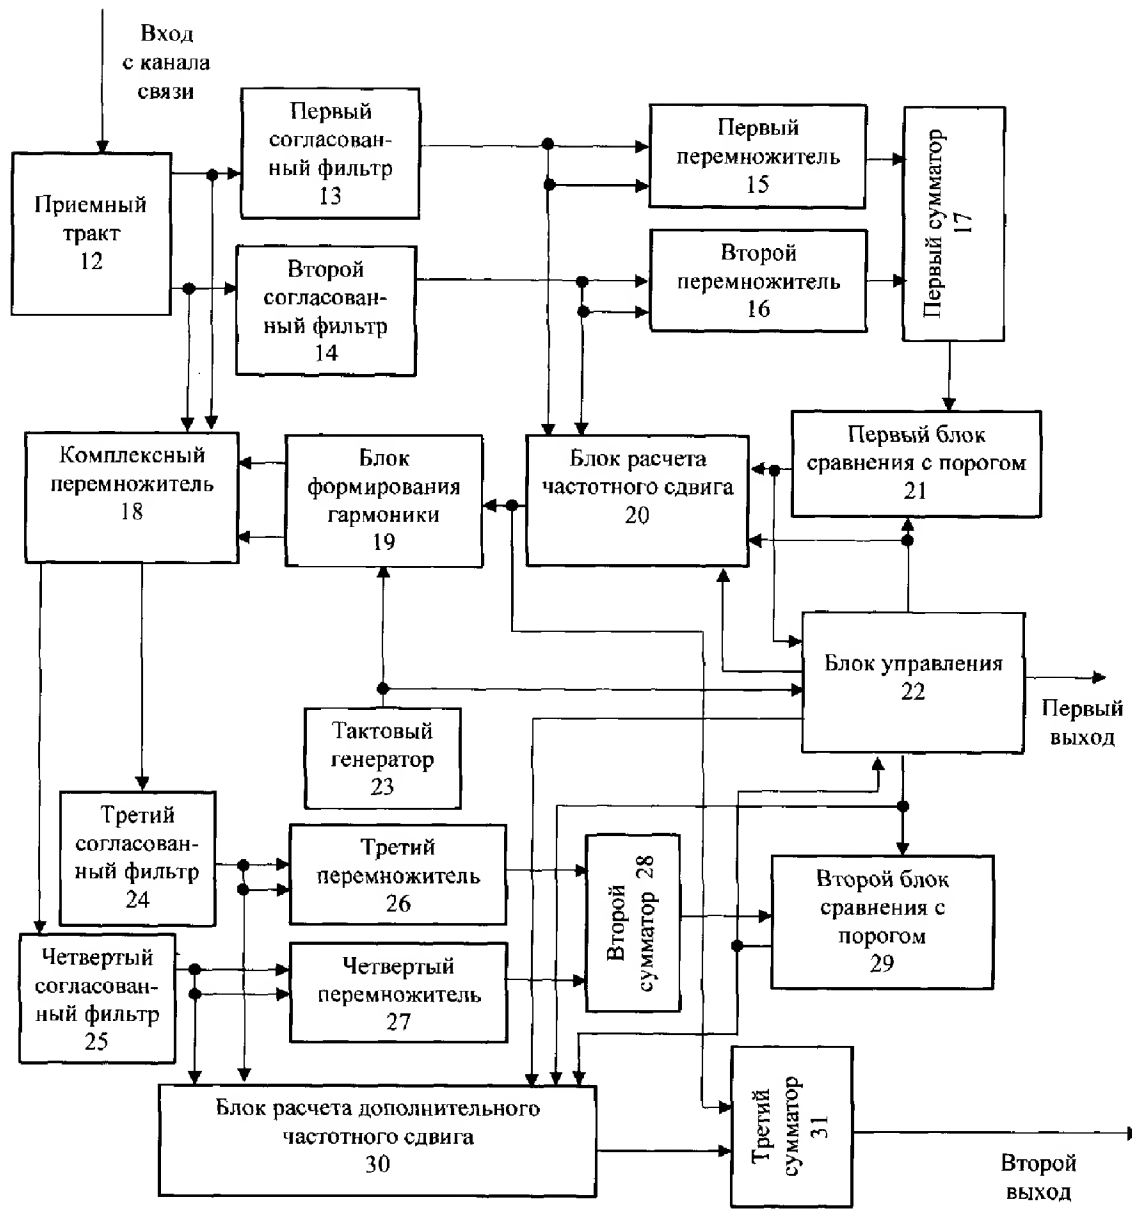 Вход
с канала
связи
Первый
согласован-
ный фильтр
13
Первый
перемножитель
15
Первый сумматор
17
Приемный
тракт
12
Второй
согласован-
ный фильтр
14
Второй
перемножитель
16
Комплексный
перемножитель
18
Блок
формирования
гармоники
19
Блок расчета
частотного сдвига
20
Первый блок
сравнения с порогом
21
Блок управления
22
Первый
выход
Тактовый
генератор
23
Третий
согласован-
ный фильтр
24
Третий
перемножитель
26
Второй
сумматор 28
Второй блок
сравнения с
порогом
29
Четвертый
согласован-
ный фильтр
25
Четвертый
перемножитель
27
Блок расчета дополнительного
частотного сдвига
30
Третий
сумматор
31
Второй
выход